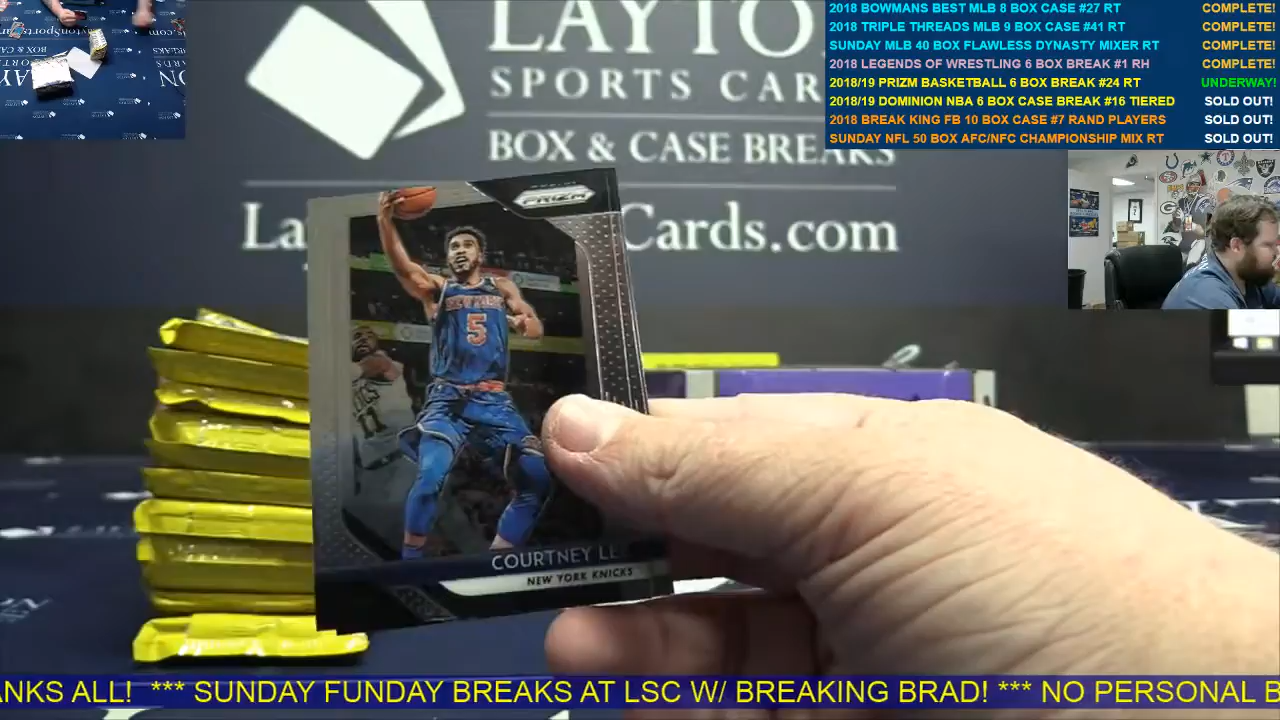 LAYTO
SPORTS CAR
BOX & CASE BREAKS
La Cards.com
2018 BOWMANS BEST MLB 8 BOX CASE #27 RT COMPLETE!
2018 TRIPLE THREADS MLB 9 BOX CASE #41 RT COMPLETE!
SUNDAY MLB 40 BOX FLAWLESS DYNASTY MIXER RT COMPLETE!
2018 LEGENDS OF WRESTLING 6 BOX BREAK #1 RH COMPLETE!
2018/19 PRIZM BASKETBALL 6 BOX BREAK #24 RT UNDERWAY!
2018/19 DOMINION NBA 6 BOX CASE BREAK #16 TIERED SOLD OUT!
2018 BREAK KING FB 10 BOX CASE #7 RAND PLAYERS SOLD OUT!
SUNDAY NFL 50 BOX AFC/NFC CHAMPIONSHIP MIX RT SOLD OUT!
PRIZM
NEW YORK
5
11
COURTNEY LE
NEW YORK KNICKS
ANKS ALL! *** SUNDAY FUNDAY BREAKS AT LSC W/ BREAKING BRAD! *** NO PERSONAL B